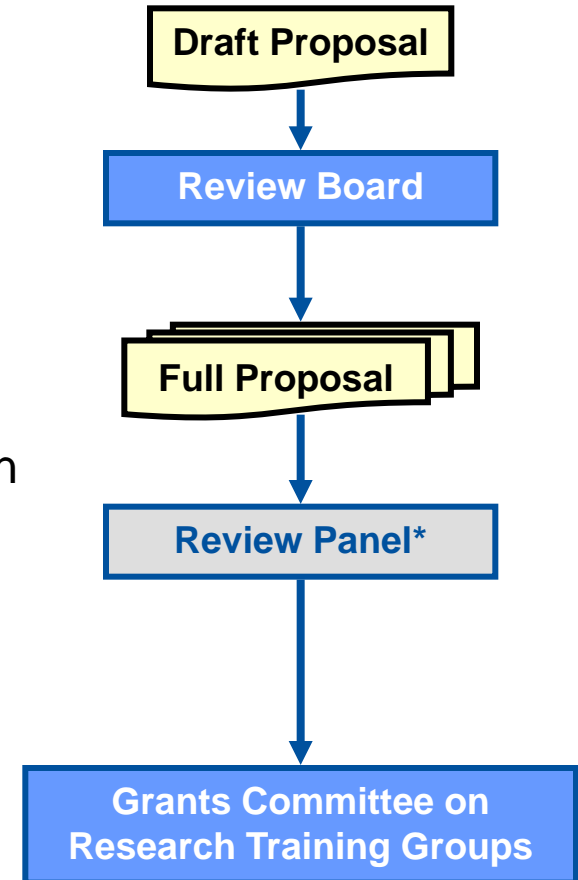 Draft Proposal
Review Board
Full Proposal
n
Review Panel*
Grants Committee on
Research Training Groups